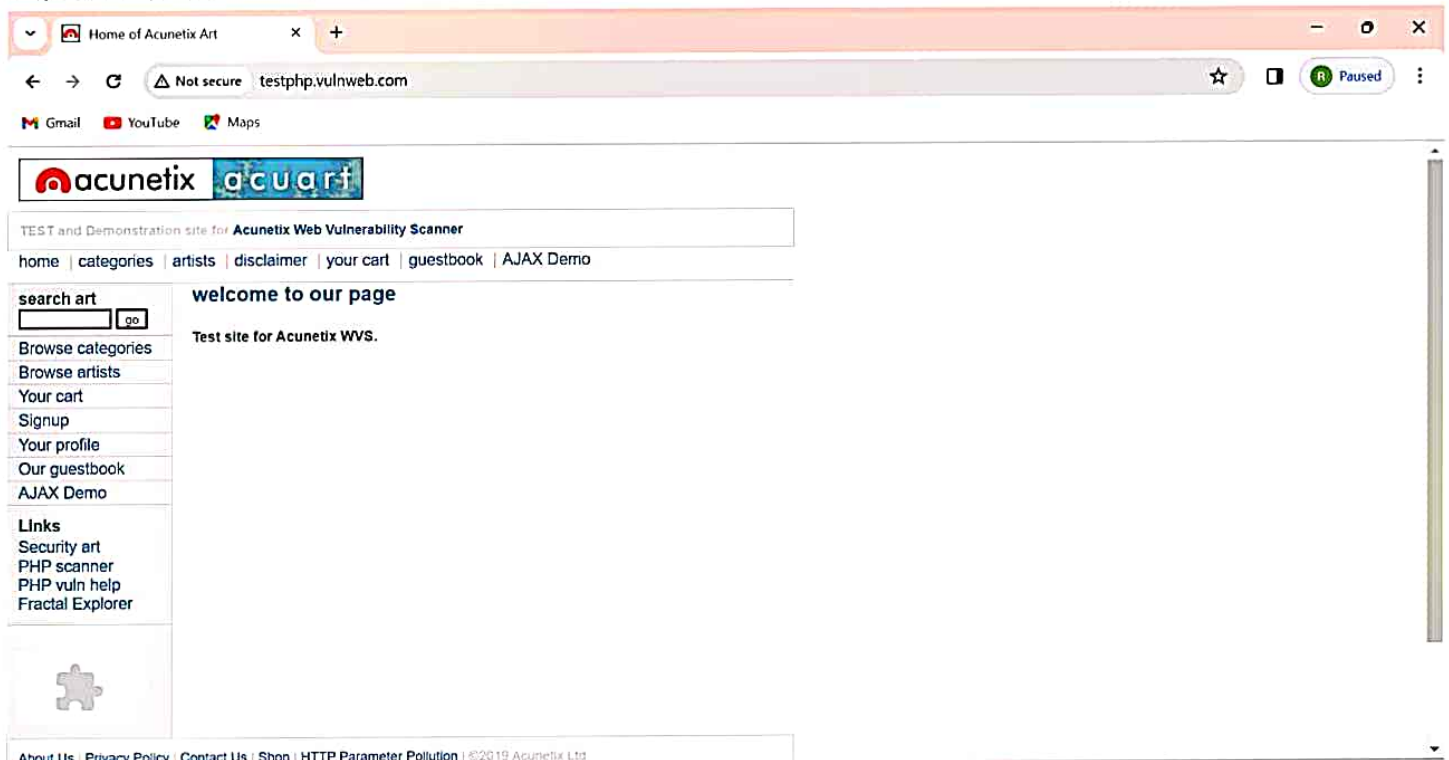 Home of Acunetix Art
Not secure testphp.vulnweb.com
R Paused
Gmail YouTube Maps
acunetix acuart
TEST and Demonstration site for Acunetix Web Vulnerability Scanner
home | categories | artists | disclaimer | your cart | guestbook | AJAX Demo
search art
go
welcome to our page
Test site for Acunetix WVS.
Browse categories
Browse artists
Your cart
Signup
Your profile
Our guestbook
AJAX Demo
Links
Security art
PHP scanner
PHP vuln help
Fractal Explorer
About Us | Privacy Policy | Contact Us | Shop | HTTP Parameter Pollution | ©2019 Acunetix Ltd